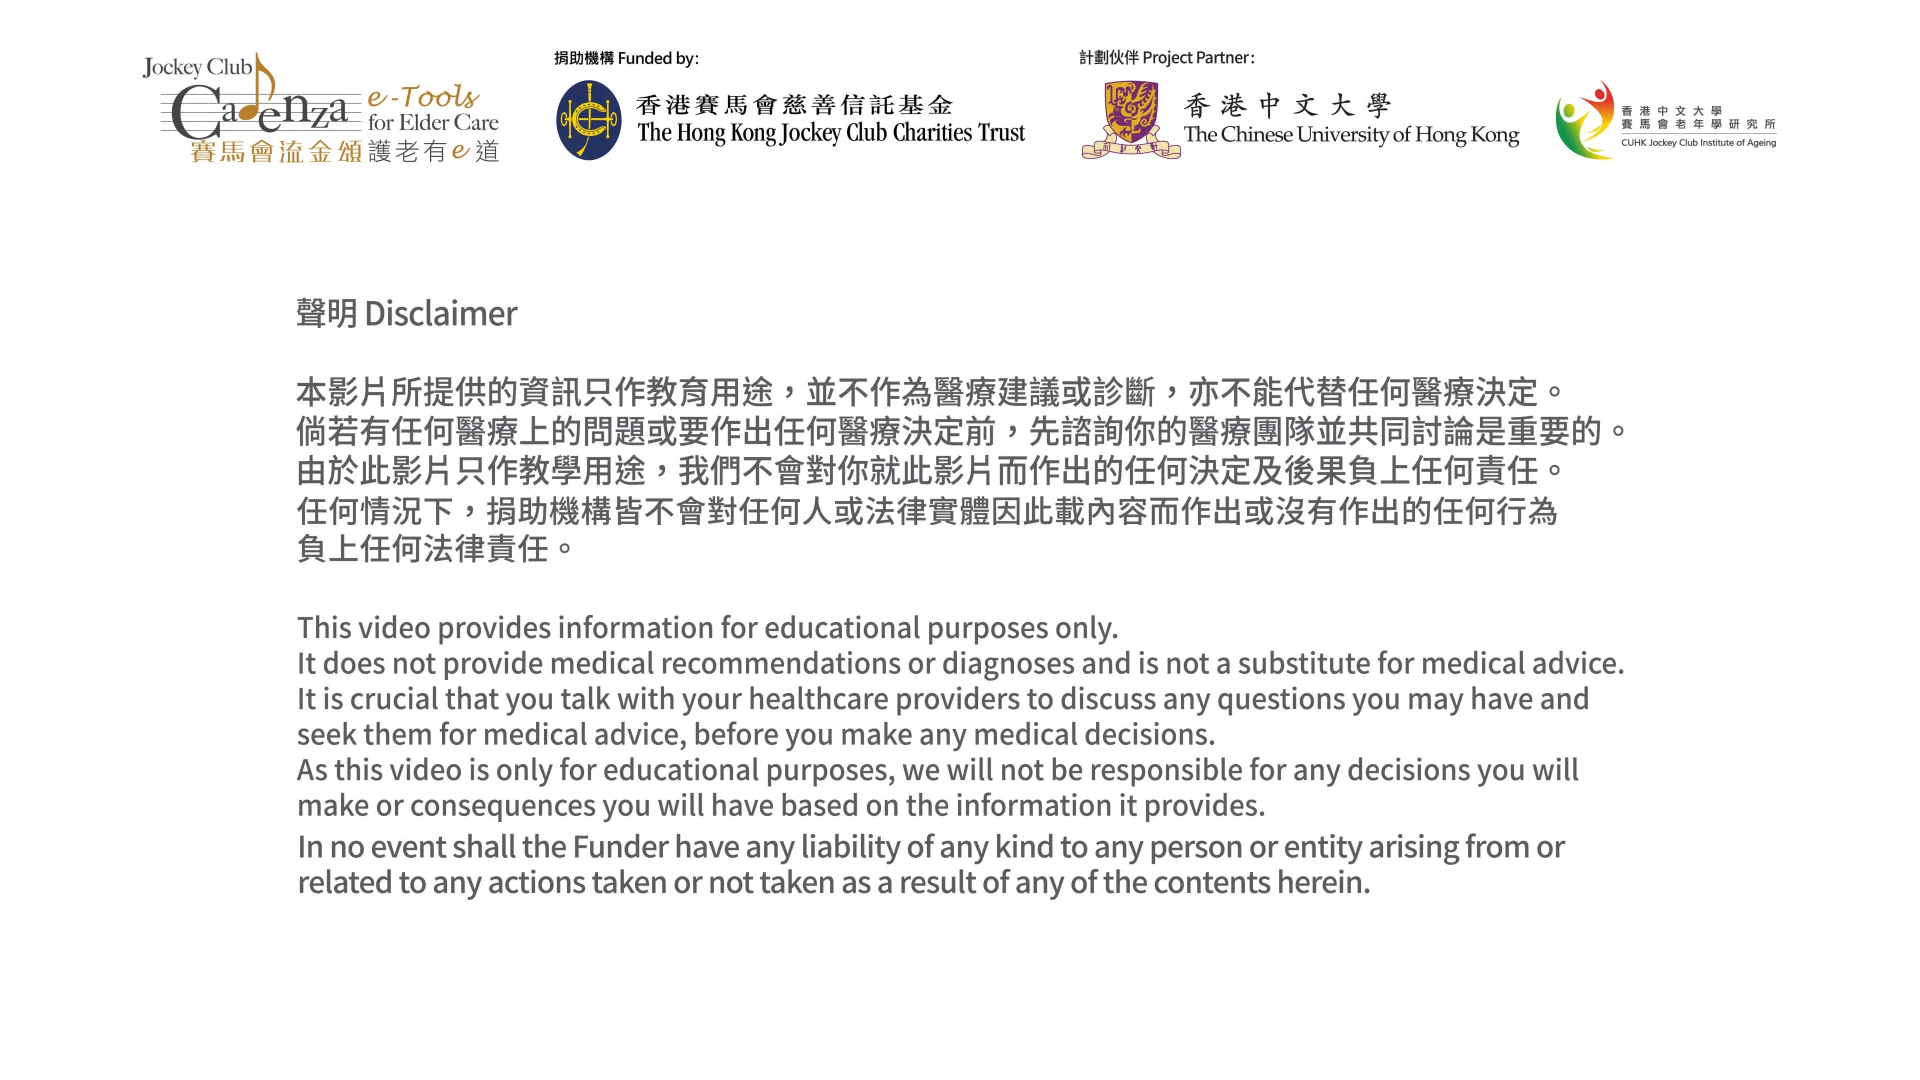 Jockey Club
Cadenza
e-Tools
for Elder Care
賽馬會流金頌護老有e道
捐助機構 Funded by:
香港賽馬會慈善信託基金
The Hong Kong Jockey Club Charities Trust
計劃伙伴 Project Partner:
香港中文大學
The Chinese University of Hong Kong
香港中文大學
賽馬會老年學研究所
CUHK Jockey Club Institute of Ageing
聲明 Disclaimer
本影片所提供的資訊只作教育用途，並不作為醫療建議或診斷，亦不能代替任何醫療決定。
倘若有任何醫療上的問題或要作出任何醫療決定前，先諮詢你的醫療團隊並共同討論是重要的。
由於此影片只作教學用途，我們不會對你就此影片而作出的任何決定及後果負上任何責任。
任何情況下，捐助機構皆不會對任何人或法律實體因此載內容而作出或沒有作出的任何行為
負上任何法律責任。
This video provides information for educational purposes only.
It does not provide medical recommendations or diagnoses and is not a substitute for medical advice.
It is crucial that you talk with your healthcare providers to discuss any questions you may have and
seek them for medical advice, before you make any medical decisions.
As this video is only for educational purposes, we will not be responsible for any decisions you will
make or consequences you will have based on the information it provides.
In no event shall the Funder have any liability of any kind to any person or entity arising from or
related to any actions taken or not taken as a result of any of the contents herein.